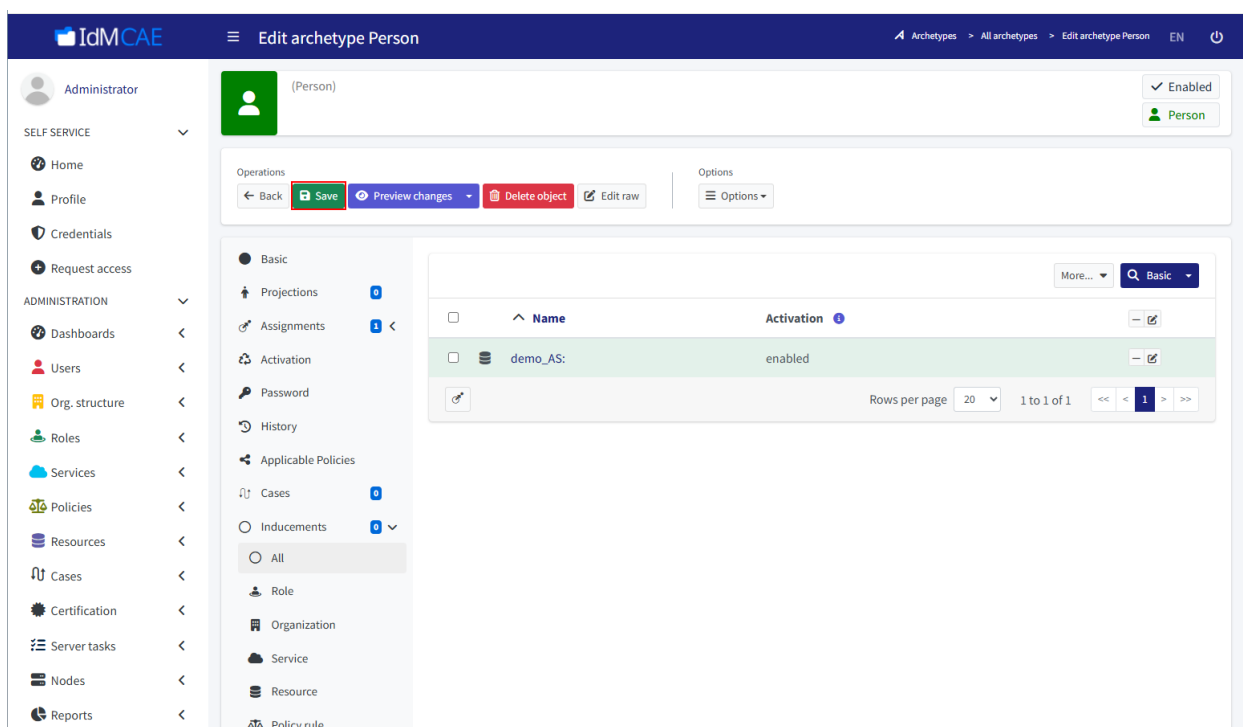 IdMCAE
Edit archetype Person
Archetypes > All archetypes > Edit archetype Person
EN
Administrator
SELF SERVICE
Home
Profile
Credentials
Request access
ADMINISTRATION
Dashboards
Users
Org. structure
Roles
Services
Policies
Resources
Cases
Certification
Server tasks
Nodes
Reports
(Person)
Enabled
Person
Operations
Back Save Preview changes Delete object Edit raw
Options
Options
Basic
Projections 0
Assignments 1
Activation
Password
History
Applicable Policies
Cases 0
Inducements 0
All
Role
Organization
Service
Resource
Policy rule
More... Basic
Name Activation
demo_AS: enabled
Rows per page 20 1 to 1 of 1 << < 1 > >>